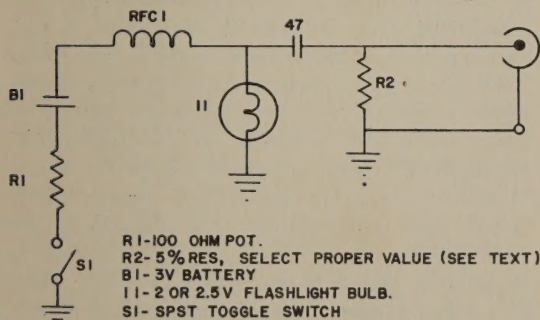 RFC1
47
B1
I1
R2
R1
S1
R1-100 OHM POT.
R2-5% RES, SELECT PROPER VALUE (SEE TEXT)
B1-3V BATTERY
I1-2 OR 2.5V FLASHLIGHT BULB.
S1- SPST TOGGLE SWITCH